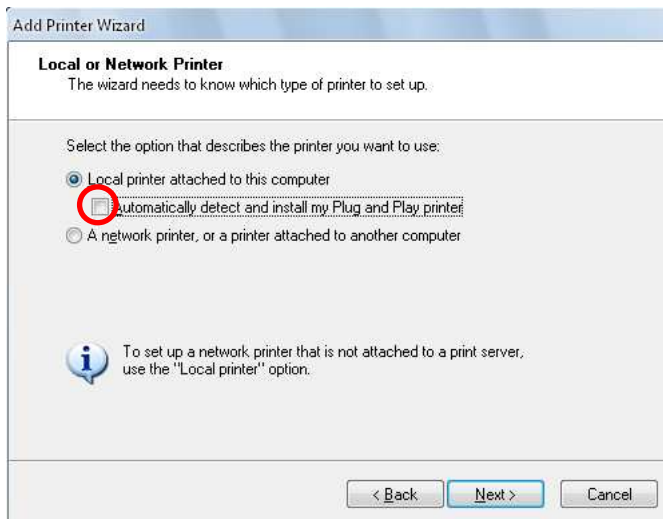 Add Printer Wizard
Local or Network Printer
The wizard needs to know which type of printer to set up.
Select the option that describes the printer you want to use:
Local printer attached to this computer
Automatically detect and install my Plug and Play printer
A network printer, or a printer attached to another computer
To set up a network printer that is not attached to a print server,
use the "Local printer" option.
< Back Next > Cancel